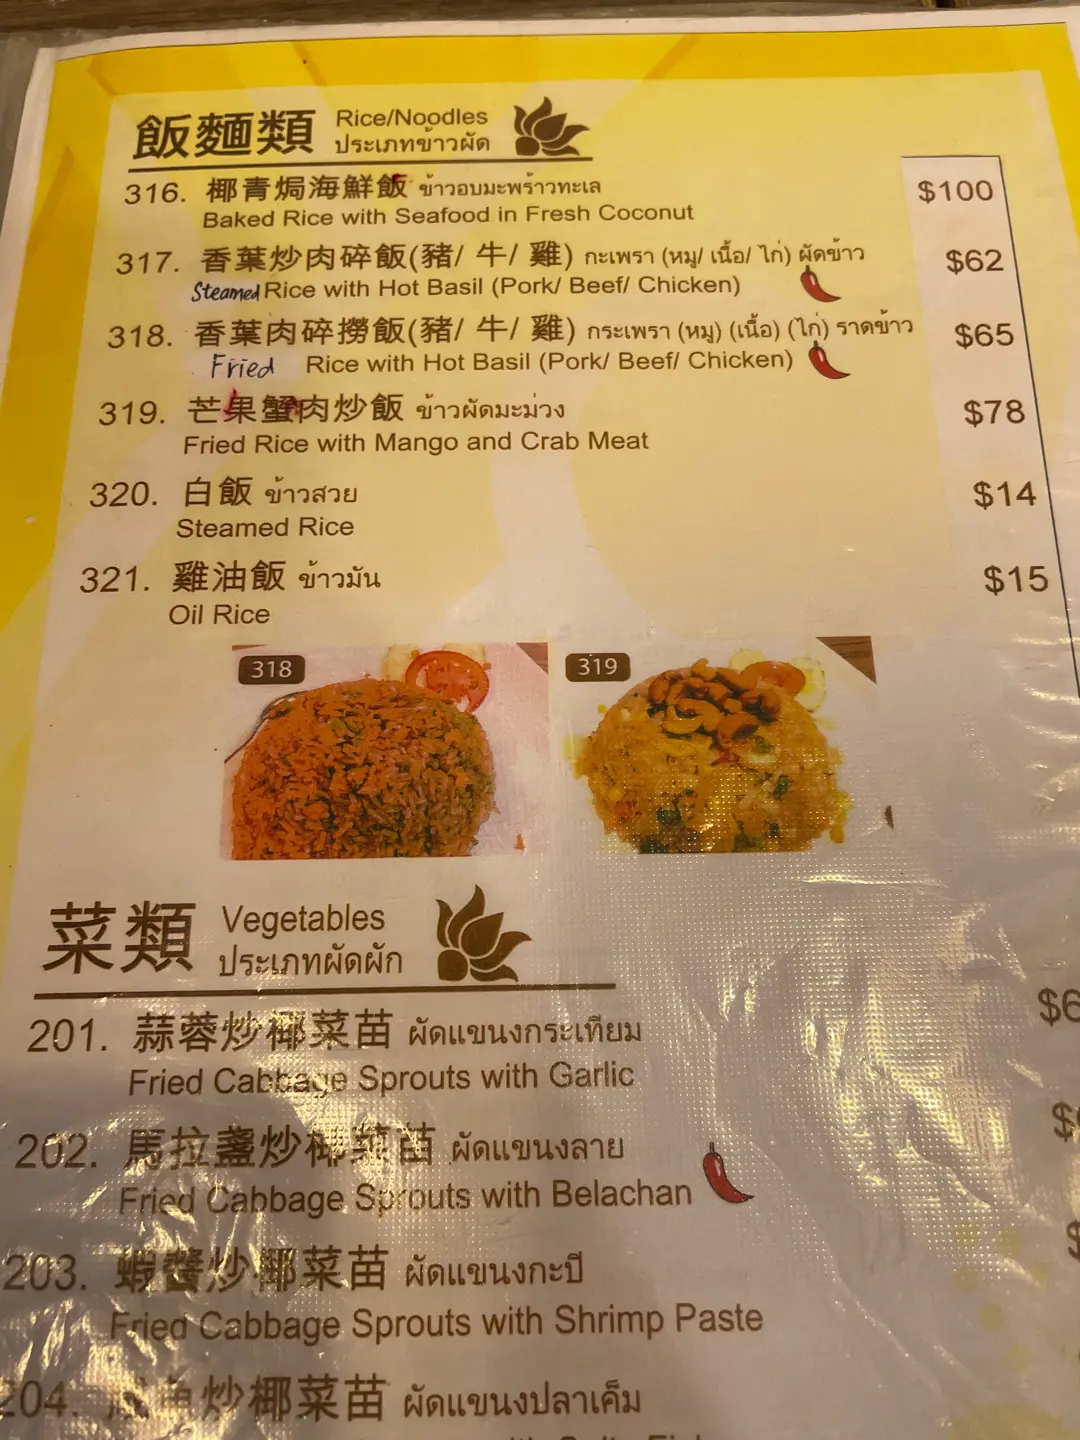 飯麵類 Rice/Noodles
ประเภทข้าวผัด
316. 椰青焗海鮮飯 ข้าวอบมะพร้าวทะเล $100
Baked Rice with Seafood in Fresh Coconut
317. 香葉炒肉碎飯(豬/ 牛/ 雞) กะเพรา (หมู/ เนื้อ/ ไก่) ผัดข้าว $62
Steamed Rice with Hot Basil (Pork/ Beef/ Chicken)
318. 香葉肉碎撈飯(豬/ 牛/ 雞) กระเพรา (หมู) (เนื้อ) (ไก่) ราดข้าว $65
Fried Rice with Hot Basil (Pork/ Beef/ Chicken)
319. 芒果蟹肉炒飯 ข้าวผัดมะม่วง $78
Fried Rice with Mango and Crab Meat
320. 白飯 ข้าวสวย $14
Steamed Rice
321. 雞油飯 ข้าวมัน $15
Oil Rice
318 319
菜類 Vegetables
ประเภทผัดผัก
201. 蒜蓉炒椰菜苗 ผัดแขนงกระเทียม $6
Fried Cabbage Sprouts with Garlic
202. 馬拉盞炒椰菜苗 ผัดแขนงลาย $
Fried Cabbage Sprouts with Belachan
203. 蝦醬炒椰菜苗 ผัดแขนงกะปี $
Fried Cabbage Sprouts with Shrimp Paste
204. 炒椰菜苗 ผัดแขนงปลาเค็ม